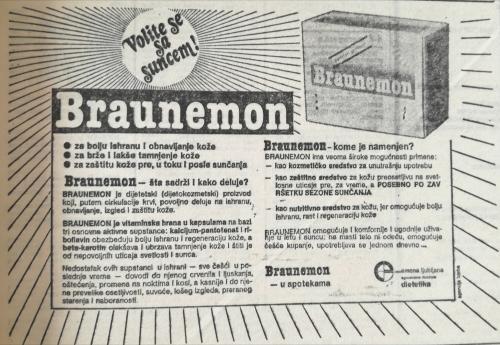 Volite se
sa
suncem!
Braunemon
Braunemon
● za bolju ishranu i obnavljanje kože
● za brže i lakše tamnjenje kože
● za zaštitu kože pre, u toku i posle sunčanja
Braunemon — šta sadrži i kako deluje?
BRAUNEMON je dijetetski (dijetokozmetski) proizvod
koji, putem cirkulacije krvi, povoljno deluje na ishranu,
obnavljanje, izgled i zaštitu kože.
BRAUNEMON je vitaminska hrana u kapsulama na bazi
tri osnovne aktivne supstance: kalcijum-pantotenat i ri-
boflavin obezbeđuju bolju ishranu i regeneraciju kože, a
beta-karotin olakšava i ubrzava tamnjenje kože i štiti je
od nepovoljnih uticaja svetlosti i sunca.
Nedostatak ovih supstanci u ishrani — sve češći u po-
slednje vreme — dovodi do njenog crvenila i ljuskanja,
oštećenja, promena na noktima i kosi, a kasnije i do nje-
ne prevelike osetljivosti, suvoće, lošeg izgleda, preranog
starenja i naboranosti.
Braunemon - kome je namenjen?
BRAUNEMON ima veoma široke mogućnosti primene:
— kao kozmetičko sredstvo za unutrašnju upotrebu
— kao zaštitno sredstvo za kožu preosetljivu na svet-
losne uticaje pre, za vreme, a POSEBNO PO ZAV
RŠETKU SEZONE SUNČANJA
— kao nutritivno sredstvo za kožu, jer omogućuje bolju
ishranu, rast i regeneraciju kože
BRAUNEMON omogućuje i komfornije i ugodnije uživa-
nje u letu i suncu: ne masti telo ni odeću, omogućuje
češće kupanje, upotrebljava se jednom dnevno —
Braunemon
— u apotekama
emona ljubljana
dietetika